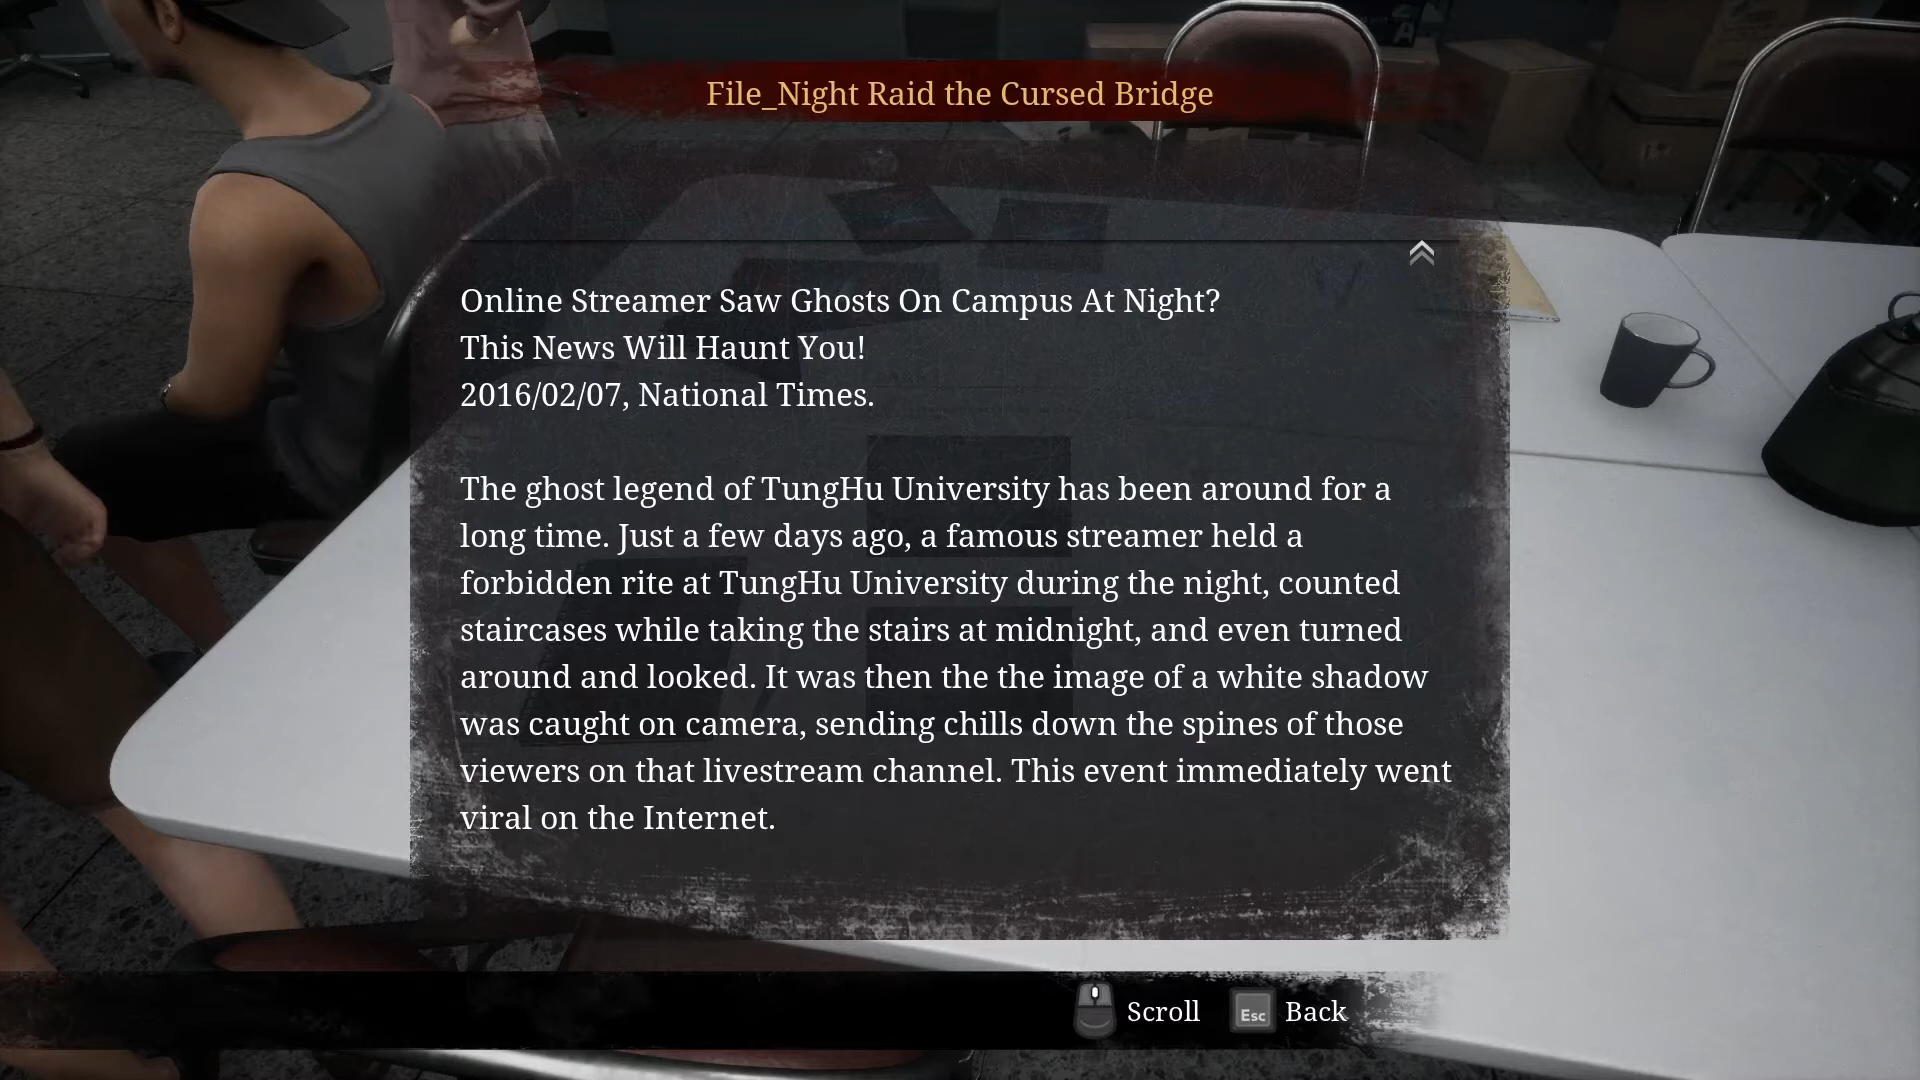 File_Night Raid the Cursed Bridge
Online Streamer Saw Ghosts On Campus At Night?
This News Will Haunt You!
2016/02/07, National Times.
The ghost legend of TungHu University has been around for a
long time. Just a few days ago, a famous streamer held a
forbidden rite at TungHu University during the night, counted
staircases while taking the stairs at midnight, and even turned
around and looked. It was then the the image of a white shadow
was caught on camera, sending chills down the spines of those
viewers on that livestream channel. This event immediately went
viral on the Internet.
Scroll
Esc Back